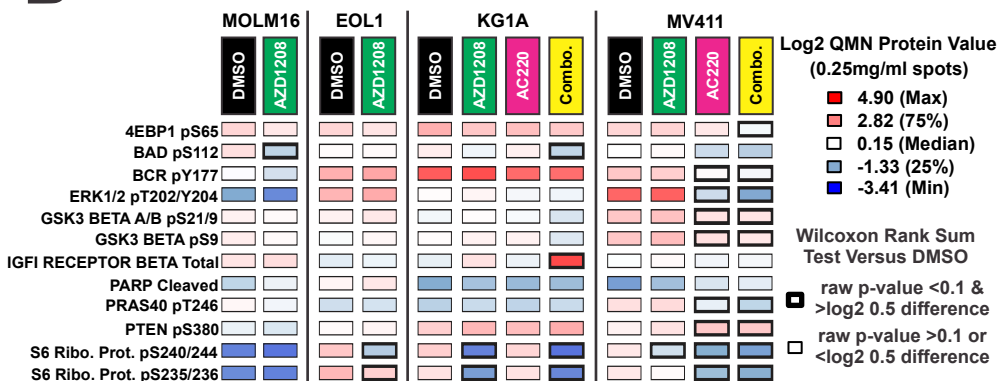 MOLM16 EOL1 KG1A MV411
DMSO AZD1208 DMSO AZD1208 DMSO AZD1208 AC220 Combo. DMSO AZD1208 AC220 Combo.
Log2 QMN Protein Value
(0.25mg/ml spots)
4.90 (Max)
2.82 (75%)
0.15 (Median)
-1.33 (25%)
-3.41 (Min)
4EBP1 pS65
BAD pS112
BCR pY177
ERK1/2 pT202/Y204
GSK3 BETA A/B pS21/9
GSK3 BETA pS9
IGFI RECEPTOR BETA Total
PARP Cleaved
PRAS40 pT246
PTEN pS380
S6 Ribo. Prot. pS240/244
S6 Ribo. Prot. pS235/236
Wilcoxon Rank Sum
Test Versus DMSO
raw p-value <0.1 &
>log2 0.5 difference
raw p-value >0.1 or
<log2 0.5 difference